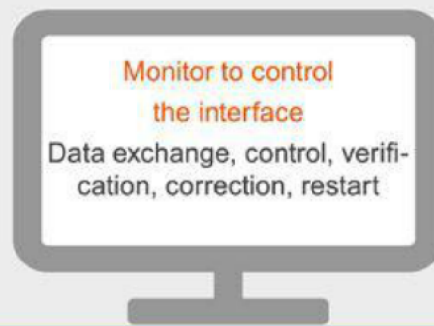 Monitor to control
the interface
Data exchange, control, verifi-
cation, correction, restart